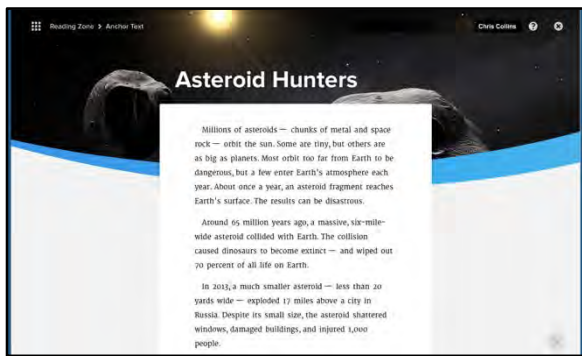 Reading Zone > Anchor Text
Chris Collins
Asteroid Hunters
Millions of asteroids — chunks of metal and space
rock — orbit the sun. Some are tiny, but others are
as big as planets. Most orbit too far from Earth to be
dangerous, but a few enter Earth's atmosphere each
year. About once a year, an asteroid fragment reaches
Earth's surface. The results can be disastrous.
Around 65 million years ago, a massive, six-mile-
wide asteroid collided with Earth. The collision
caused dinosaurs to become extinct — and wiped out
70 percent of all life on Earth.
In 2013, a much smaller asteroid — less than 20
yards wide — exploded 17 miles above a city in
Russia. Despite its small size, the asteroid shattered
windows, damaged buildings, and injured 1,000
people.